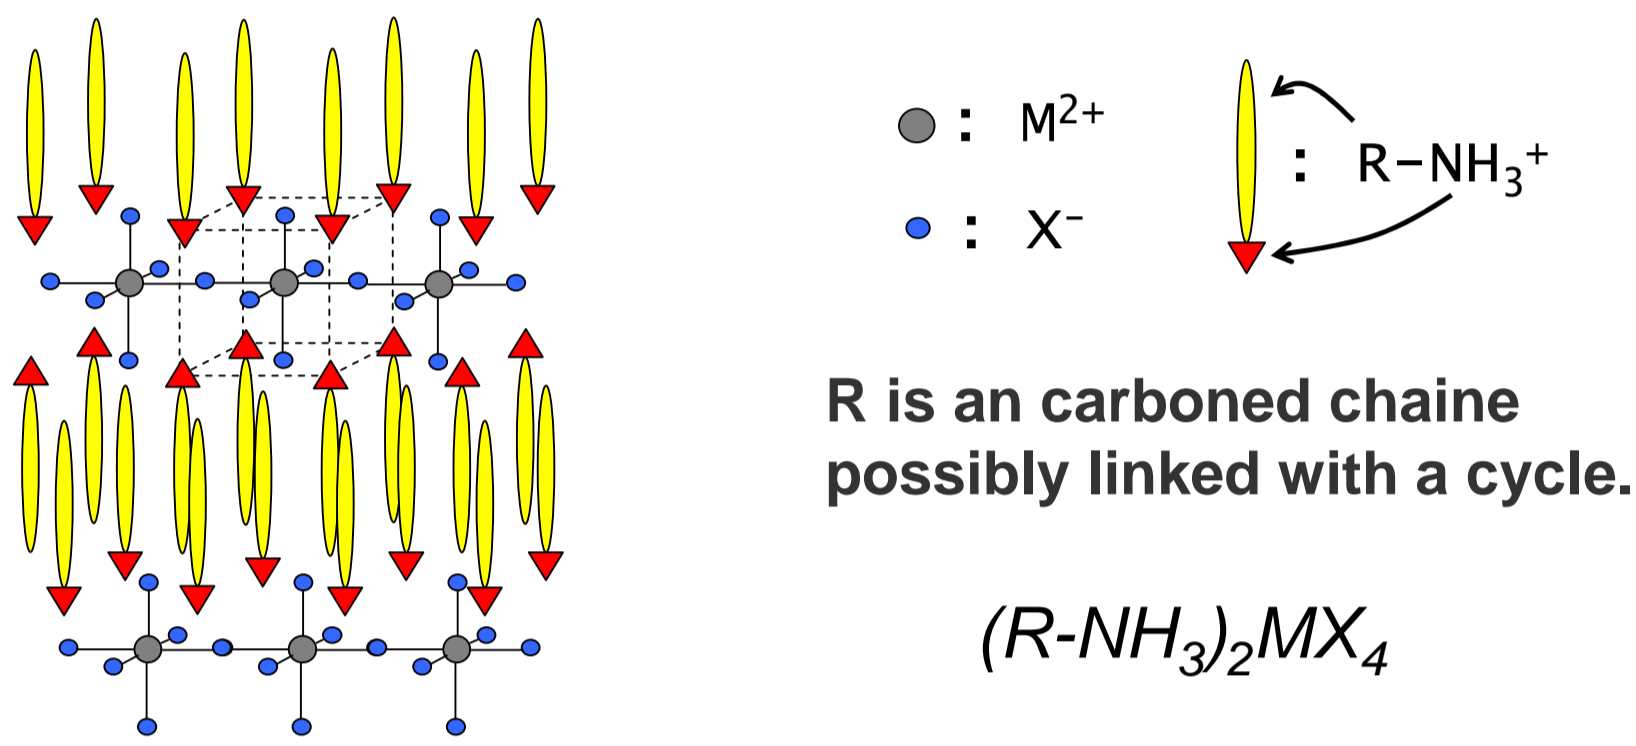 : M²⁺
: X⁻
: R–NH₃⁺
R is an carboned chaine
possibly linked with a cycle.
(R-NH₃)₂MX₄